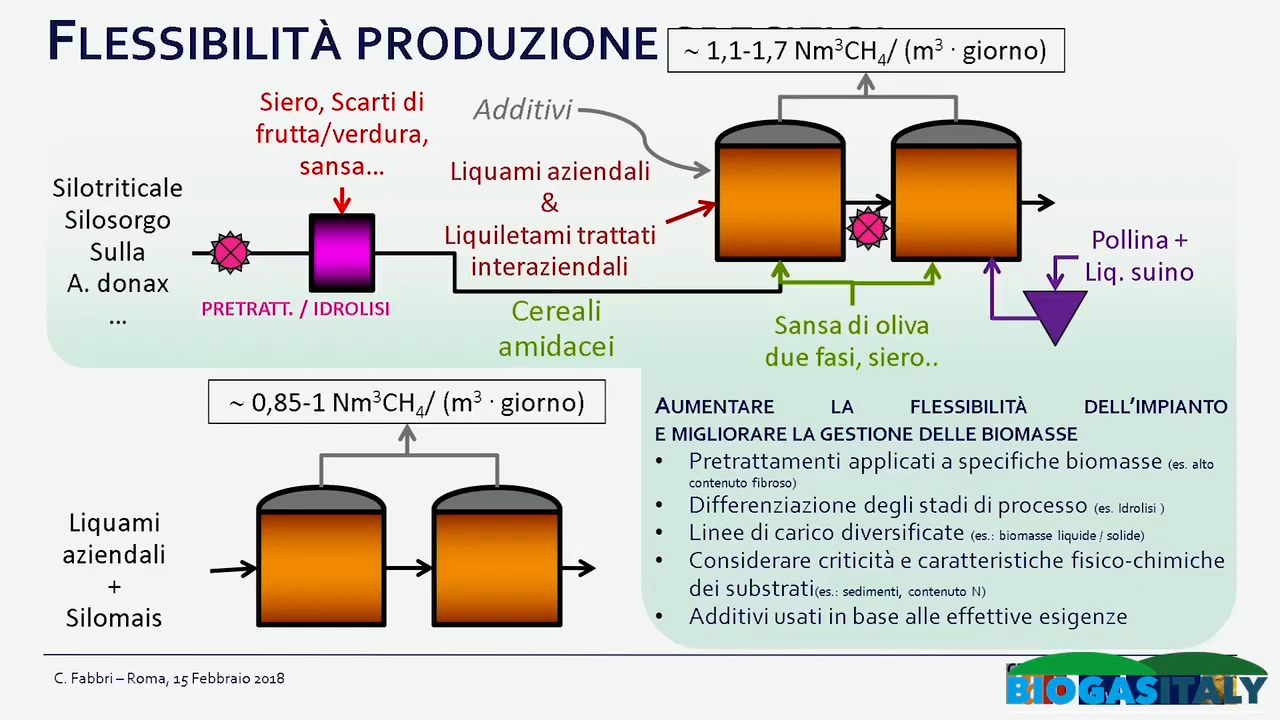 FLESSIBILITÀ PRODUZIONE
~ 1,1-1,7 Nm³CH₄/ (m³ · giorno)
Siero, Scarti di
frutta/verdura,
sansa...
Additivi
Liquami aziendali
&
Liquiletami trattati
interaziendali
Silotriticale
Silosorgo
Sulla
A. donax
...
PRETRATT. / IDROLISI
Cereali
amidacei
Sansa di oliva
due fasi, siero..
Pollina +
Liq. suino
~ 0,85-1 Nm³CH₄/ (m³ · giorno)
Liquami
aziendali
+
Silomais
AUMENTARE LA FLESSIBILITÀ DELL'IMPIANTO
E MIGLIORARE LA GESTIONE DELLE BIOMASSE
• Pretrattamenti applicati a specifiche biomasse (es. alto
contenuto fibroso)
• Differenziazione degli stadi di processo (es. Idrolisi )
• Linee di carico diversificate (es.: biomasse liquide / solide)
• Considerare criticità e caratteristiche fisico-chimiche
dei substrati(es.: sedimenti, contenuto N)
• Additivi usati in base alle effettive esigenze
C. Fabbri – Roma, 15 Febbraio 2018
BIOGASITALY